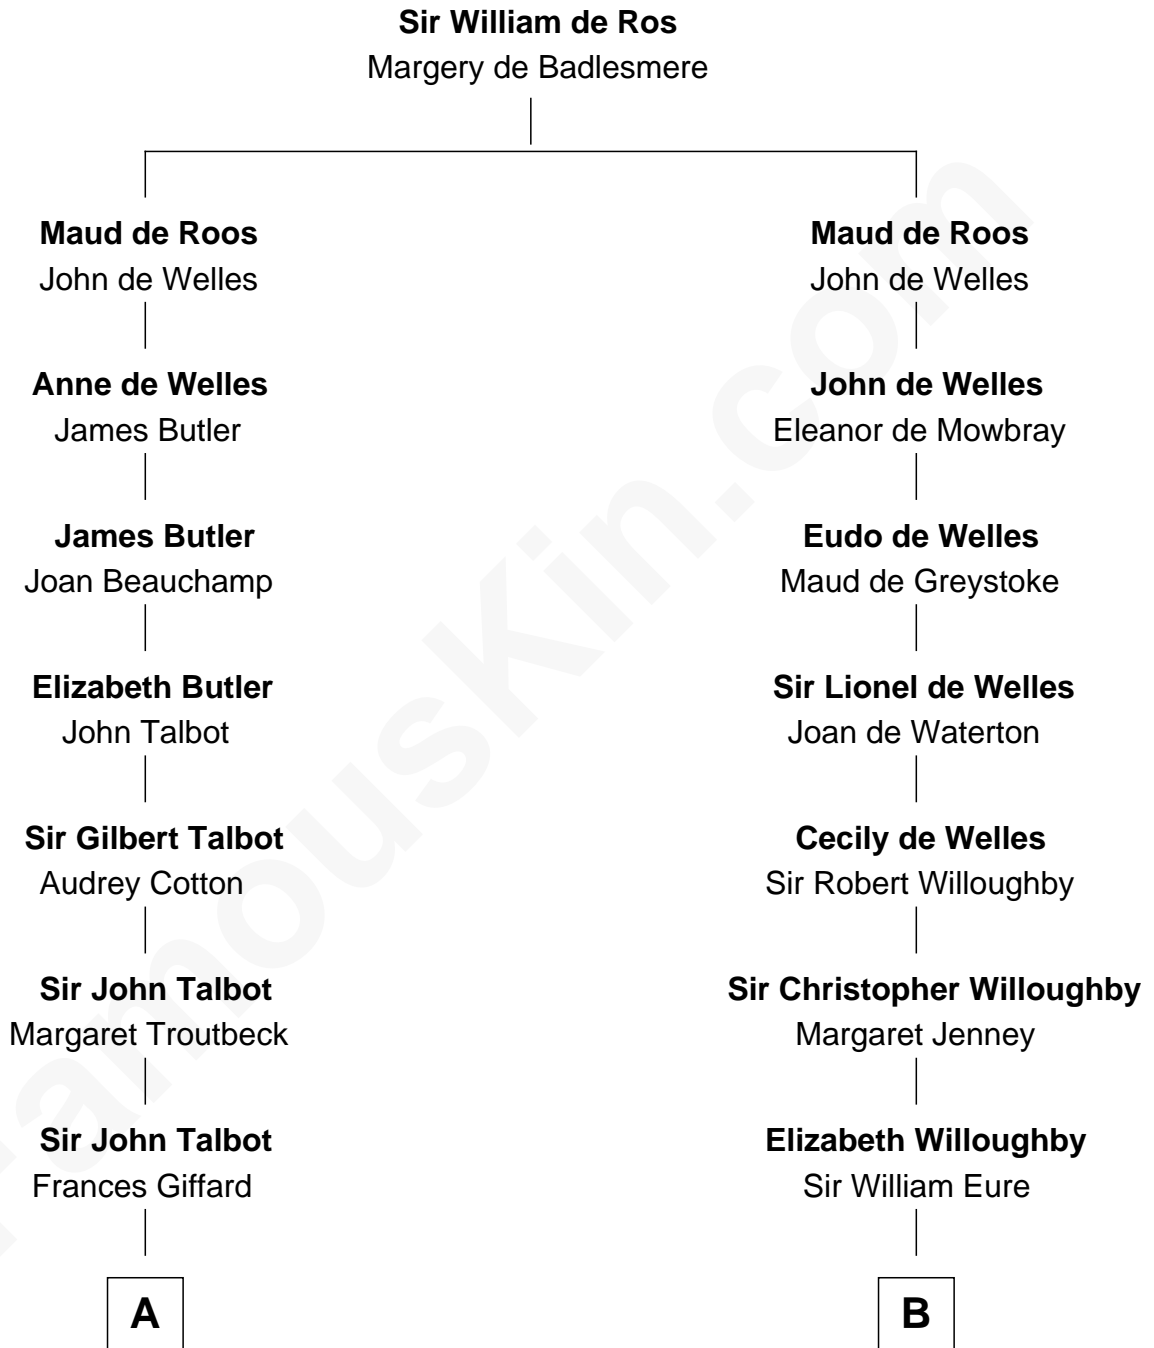 Sir William de Ros
Margery de Badlesmere
Maud de Roos
John de Welles
Maud de Roos
John de Welles
Anne de Welles
James Butler
John de Welles
Eleanor de Mowbray
James Butler
Joan Beauchamp
Eudo de Welles
Maud de Greystoke
Elizabeth Butler
John Talbot
Sir Lionel de Welles
Joan de Waterton
Sir Gilbert Talbot
Audrey Cotton
Cecily de Welles
Sir Robert Willoughby
Sir John Talbot
Margaret Troutbeck
Sir Christopher Willoughby
Margaret Jenney
Sir John Talbot
Frances Giffard
Elizabeth Willoughby
Sir William Eure
A
B
FamousKin.com